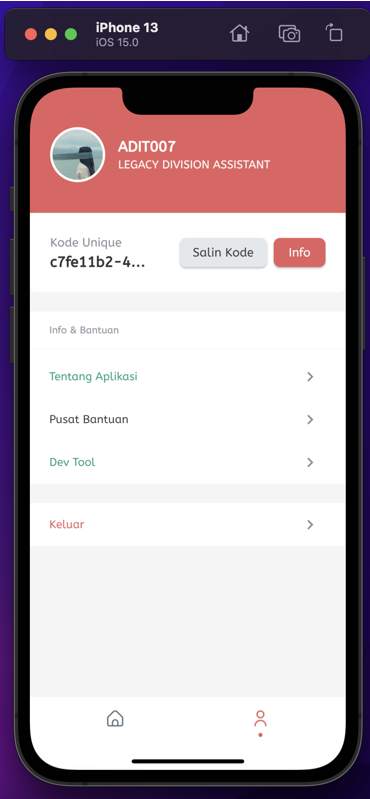 iPhone 13
iOS 15.0
ADIT007
LEGACY DIVISION ASSISTANT
Kode Unique
c7fe11b2-4...
Salin Kode
Info
Info & Bantuan
Tentang Aplikasi
Pusat Bantuan
Dev Tool
Keluar